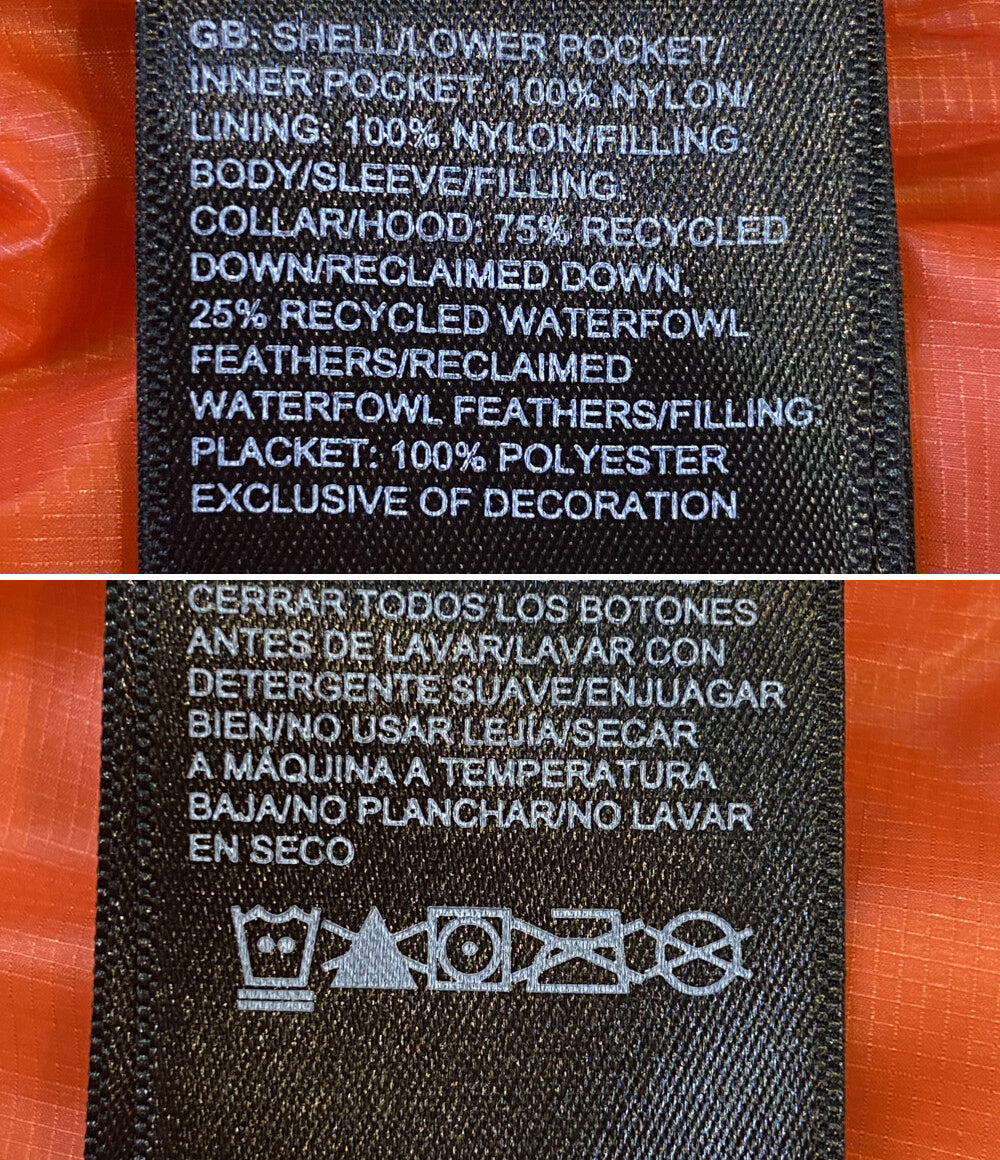 GB: SHELL/LOWER POCKET/
INNER POCKET: 100% NYLON/
LINING: 100% NYLON/FILLING:
BODY/SLEEVE/FILLING:
COLLAR/HOOD: 75% RECYCLED
DOWN/RECLAIMED DOWN,
25% RECYCLED WATERFOWL
FEATHERS/RECLAIMED
WATERFOWL FEATHERS/FILLING:
PLACKET: 100% POLYESTER
EXCLUSIVE OF DECORATION
CERRAR TODOS LOS BOTONES
ANTES DE LAVAR/LAVAR CON
DETERGENTE SUAVE/ENJUAGAR
BIEN/NO USAR LEJÍA/SECAR
A MÁQUINA A TEMPERATURA
BAJA/NO PLANCHAR/NO LAVAR
EN SECO